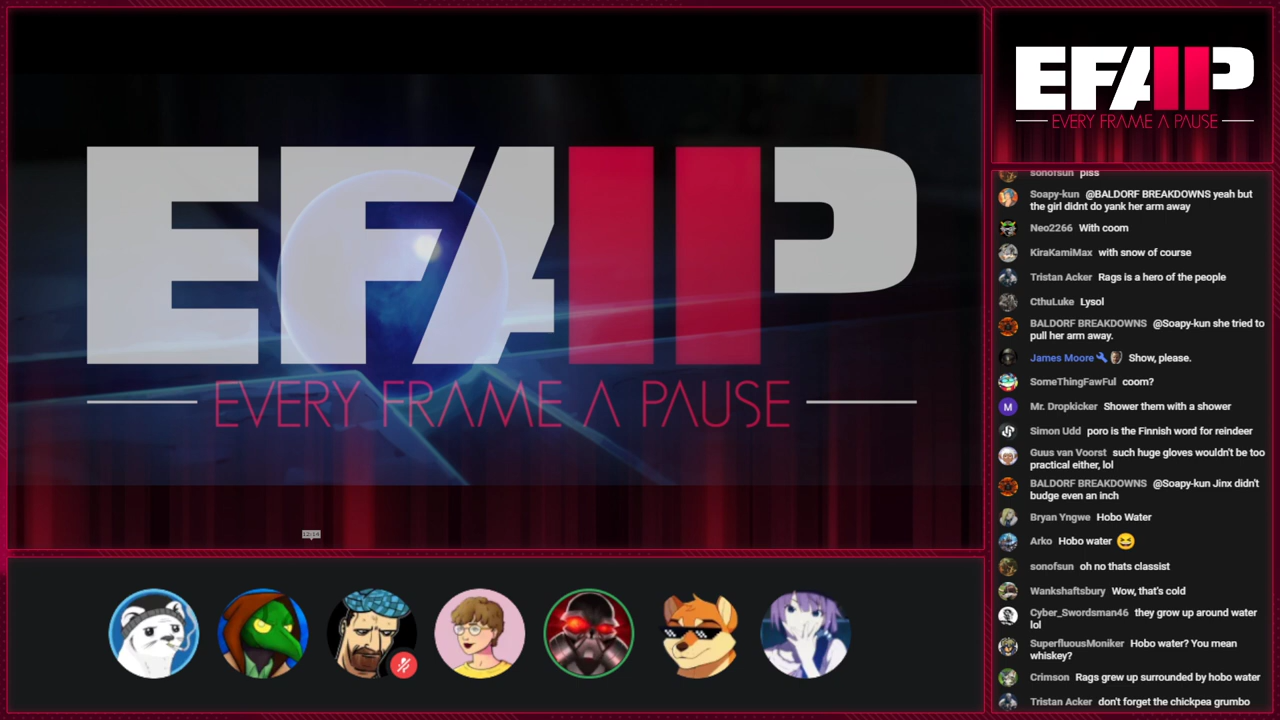 EFAP
EVERY FRAME A PAUSE
12:14
EFAP
EVERY FRAME A PAUSE
sonofsun piss
Soapy-kun @BALDORF BREAKDOWNS yeah but
the girl didnt do yank her arm away
Neo2266 With coom
KiraKamiMax with snow of course
Tristan Acker Rags is a hero of the people
CthuLuke Lysol
BALDORF BREAKDOWNS @Soapy-kun she tried to
pull her arm away.
James Moore Show, please.
SomeThingFawFul coom?
M
Mr. Dropkicker Shower them with a shower
Simon Udd poro is the Finnish word for reindeer
Guus van Voorst such huge gloves wouldn't be too
practical either, lol
BALDORF BREAKDOWNS @Soapy-kun Jinx didn't
budge even an inch
Bryan Yngwe Hobo Water
Arko Hobo water 😆
sonofsun oh no thats classist
Wankshaftsbury Wow, that's cold
Cyber_Swordsman46 they grow up around water
lol
SuperfluousMoniker Hobo water? You mean
whiskey?
Crimson Rags grew up surrounded by hobo water
Tristan Acker don't forget the chickpea grumbo